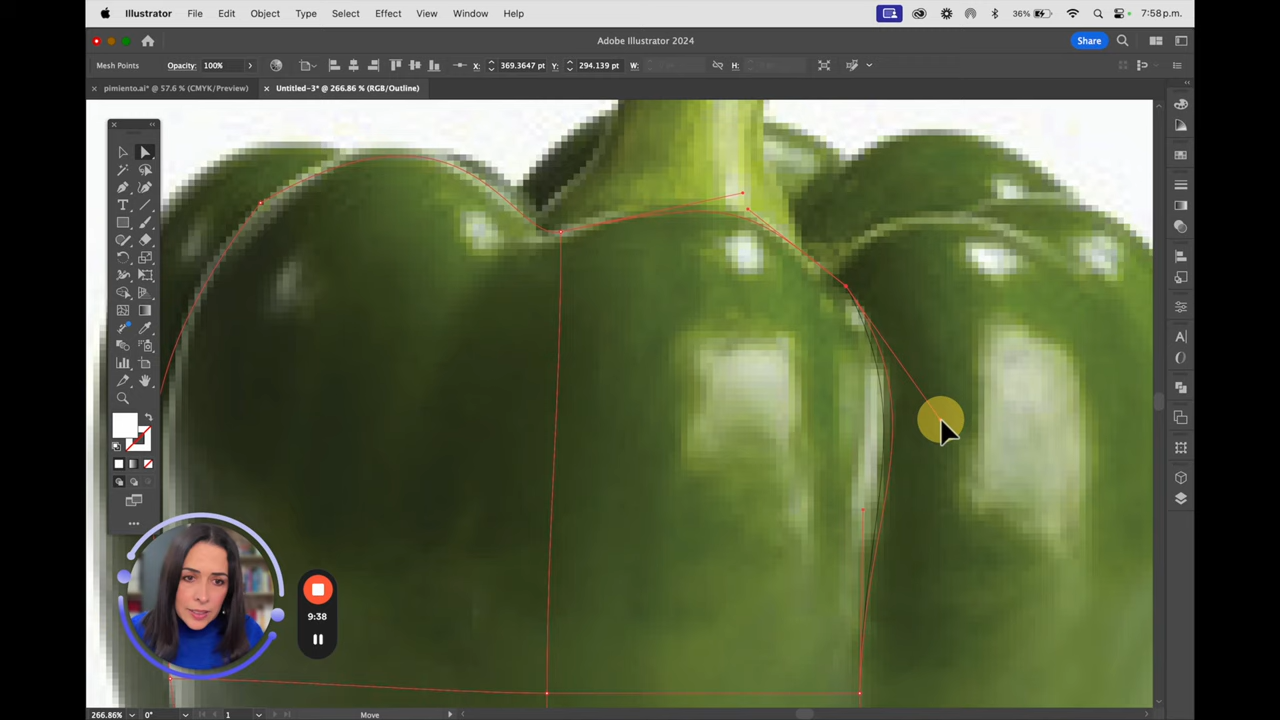 Illustrator File Edit Object Type Select Effect View Window Help 36% 7:58 p.m.
Adobe Illustrator 2024 Share
Mesh Points Opacity: 100% X: 369.3647 pt Y: 294.139 pt W: H:
pimiento.ai* @ 57.6 % (CMYK/Preview) Untitled-3* @ 266.86 % (RGB/Outline)
9:38
266.86% 0° 1 Move